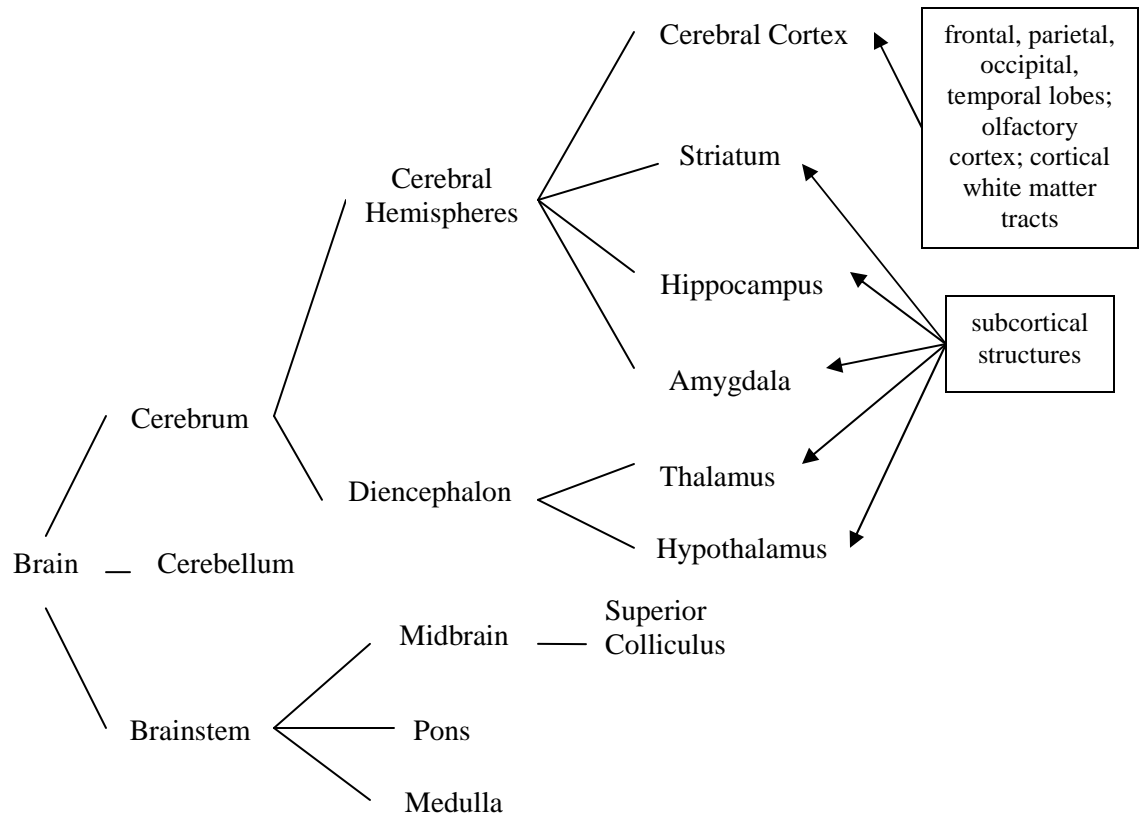 Cerebral Cortex
frontal, parietal,
occipital,
temporal lobes;
olfactory
cortex; cortical
white matter
tracts
Striatum
Cerebral
Hemispheres
Hippocampus
subcortical
structures
Amygdala
Cerebrum
Thalamus
Diencephalon
Hypothalamus
Brain
Cerebellum
Superior
Colliculus
Midbrain
Brainstem
Pons
Medulla